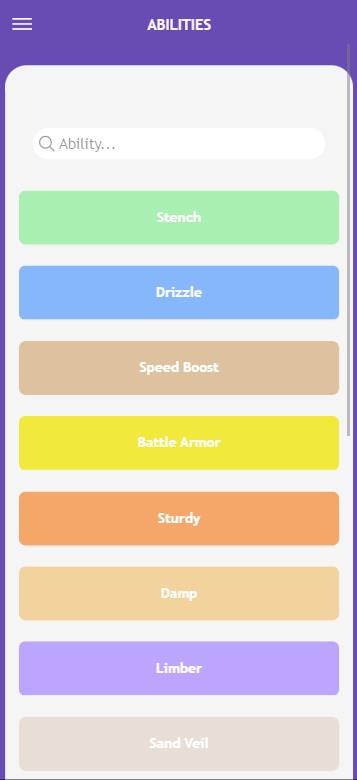 ABILITIES
Ability...
Stench
Drizzle
Speed Boost
Battle Armor
Sturdy
Damp
Limber
Sand Veil